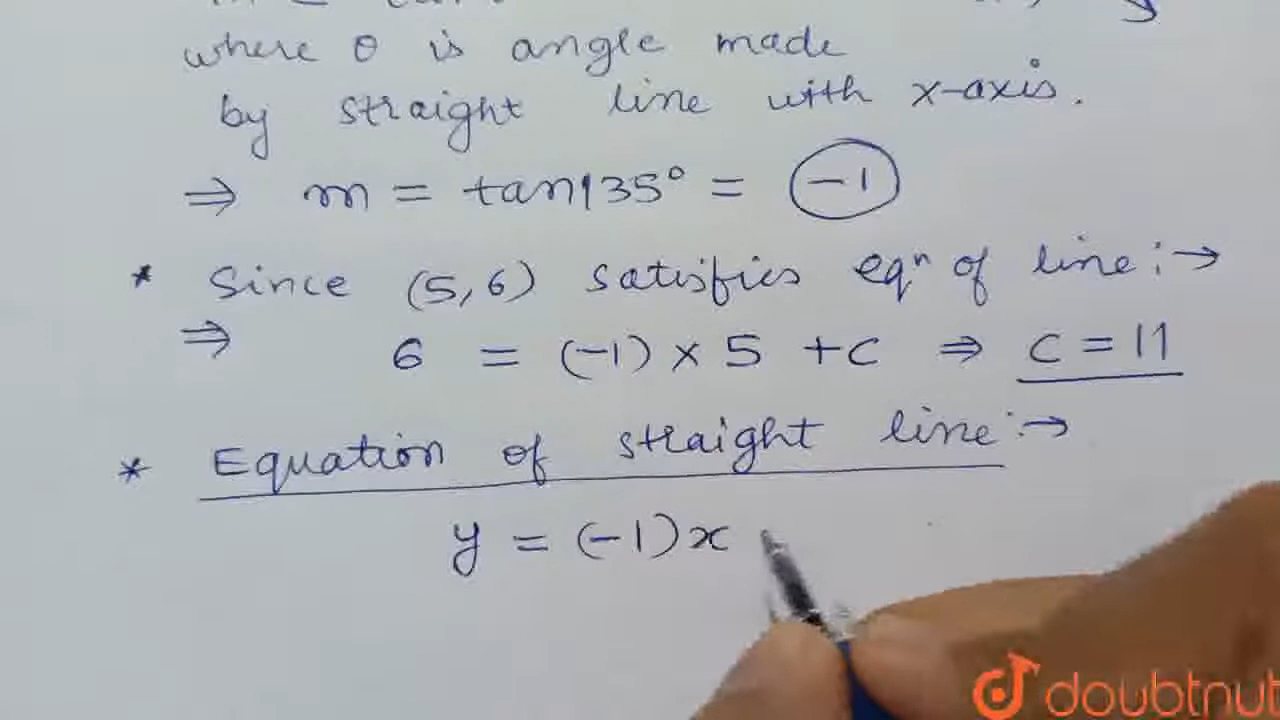 where θ is angle made
by straight line with x-axis.
⇒ m = tan135° = -1
* Since (5,6) satisfies eqⁿ of line:→
⇒ 6 = (-1) × 5 + c ⇒ c = 11
* Equation of straight line:→
y = (-1)x
doubtnut